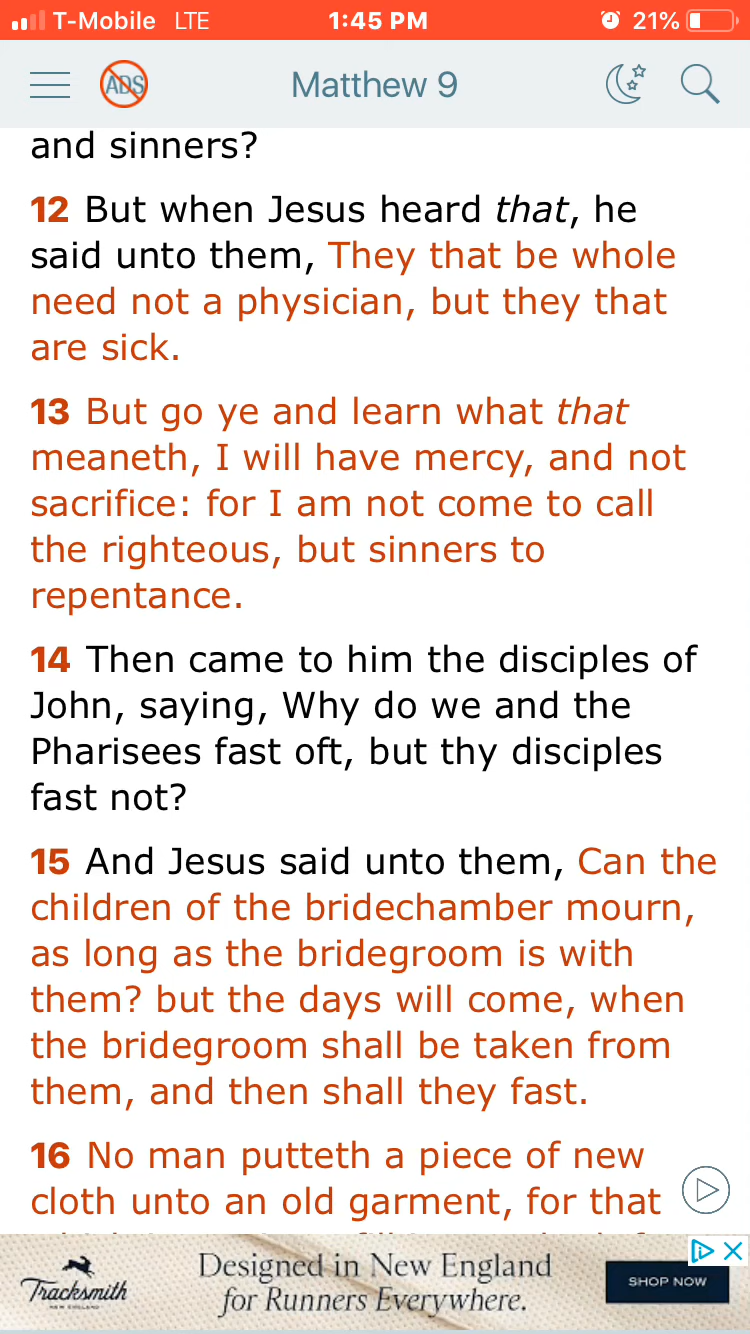 T-Mobile LTE 1:45 PM 21%
ADS Matthew 9
and sinners?
12 But when Jesus heard that, he
said unto them, They that be whole
need not a physician, but they that
are sick.
13 But go ye and learn what that
meaneth, I will have mercy, and not
sacrifice: for I am not come to call
the righteous, but sinners to
repentance.
14 Then came to him the disciples of
John, saying, Why do we and the
Pharisees fast oft, but thy disciples
fast not?
15 And Jesus said unto them, Can the
children of the bridechamber mourn,
as long as the bridegroom is with
them? but the days will come, when
the bridegroom shall be taken from
them, and then shall they fast.
16 No man putteth a piece of new
cloth unto an old garment, for that
Tracksmith
NEW ENGLAND
Designed in New England
for Runners Everywhere.
SHOP NOW